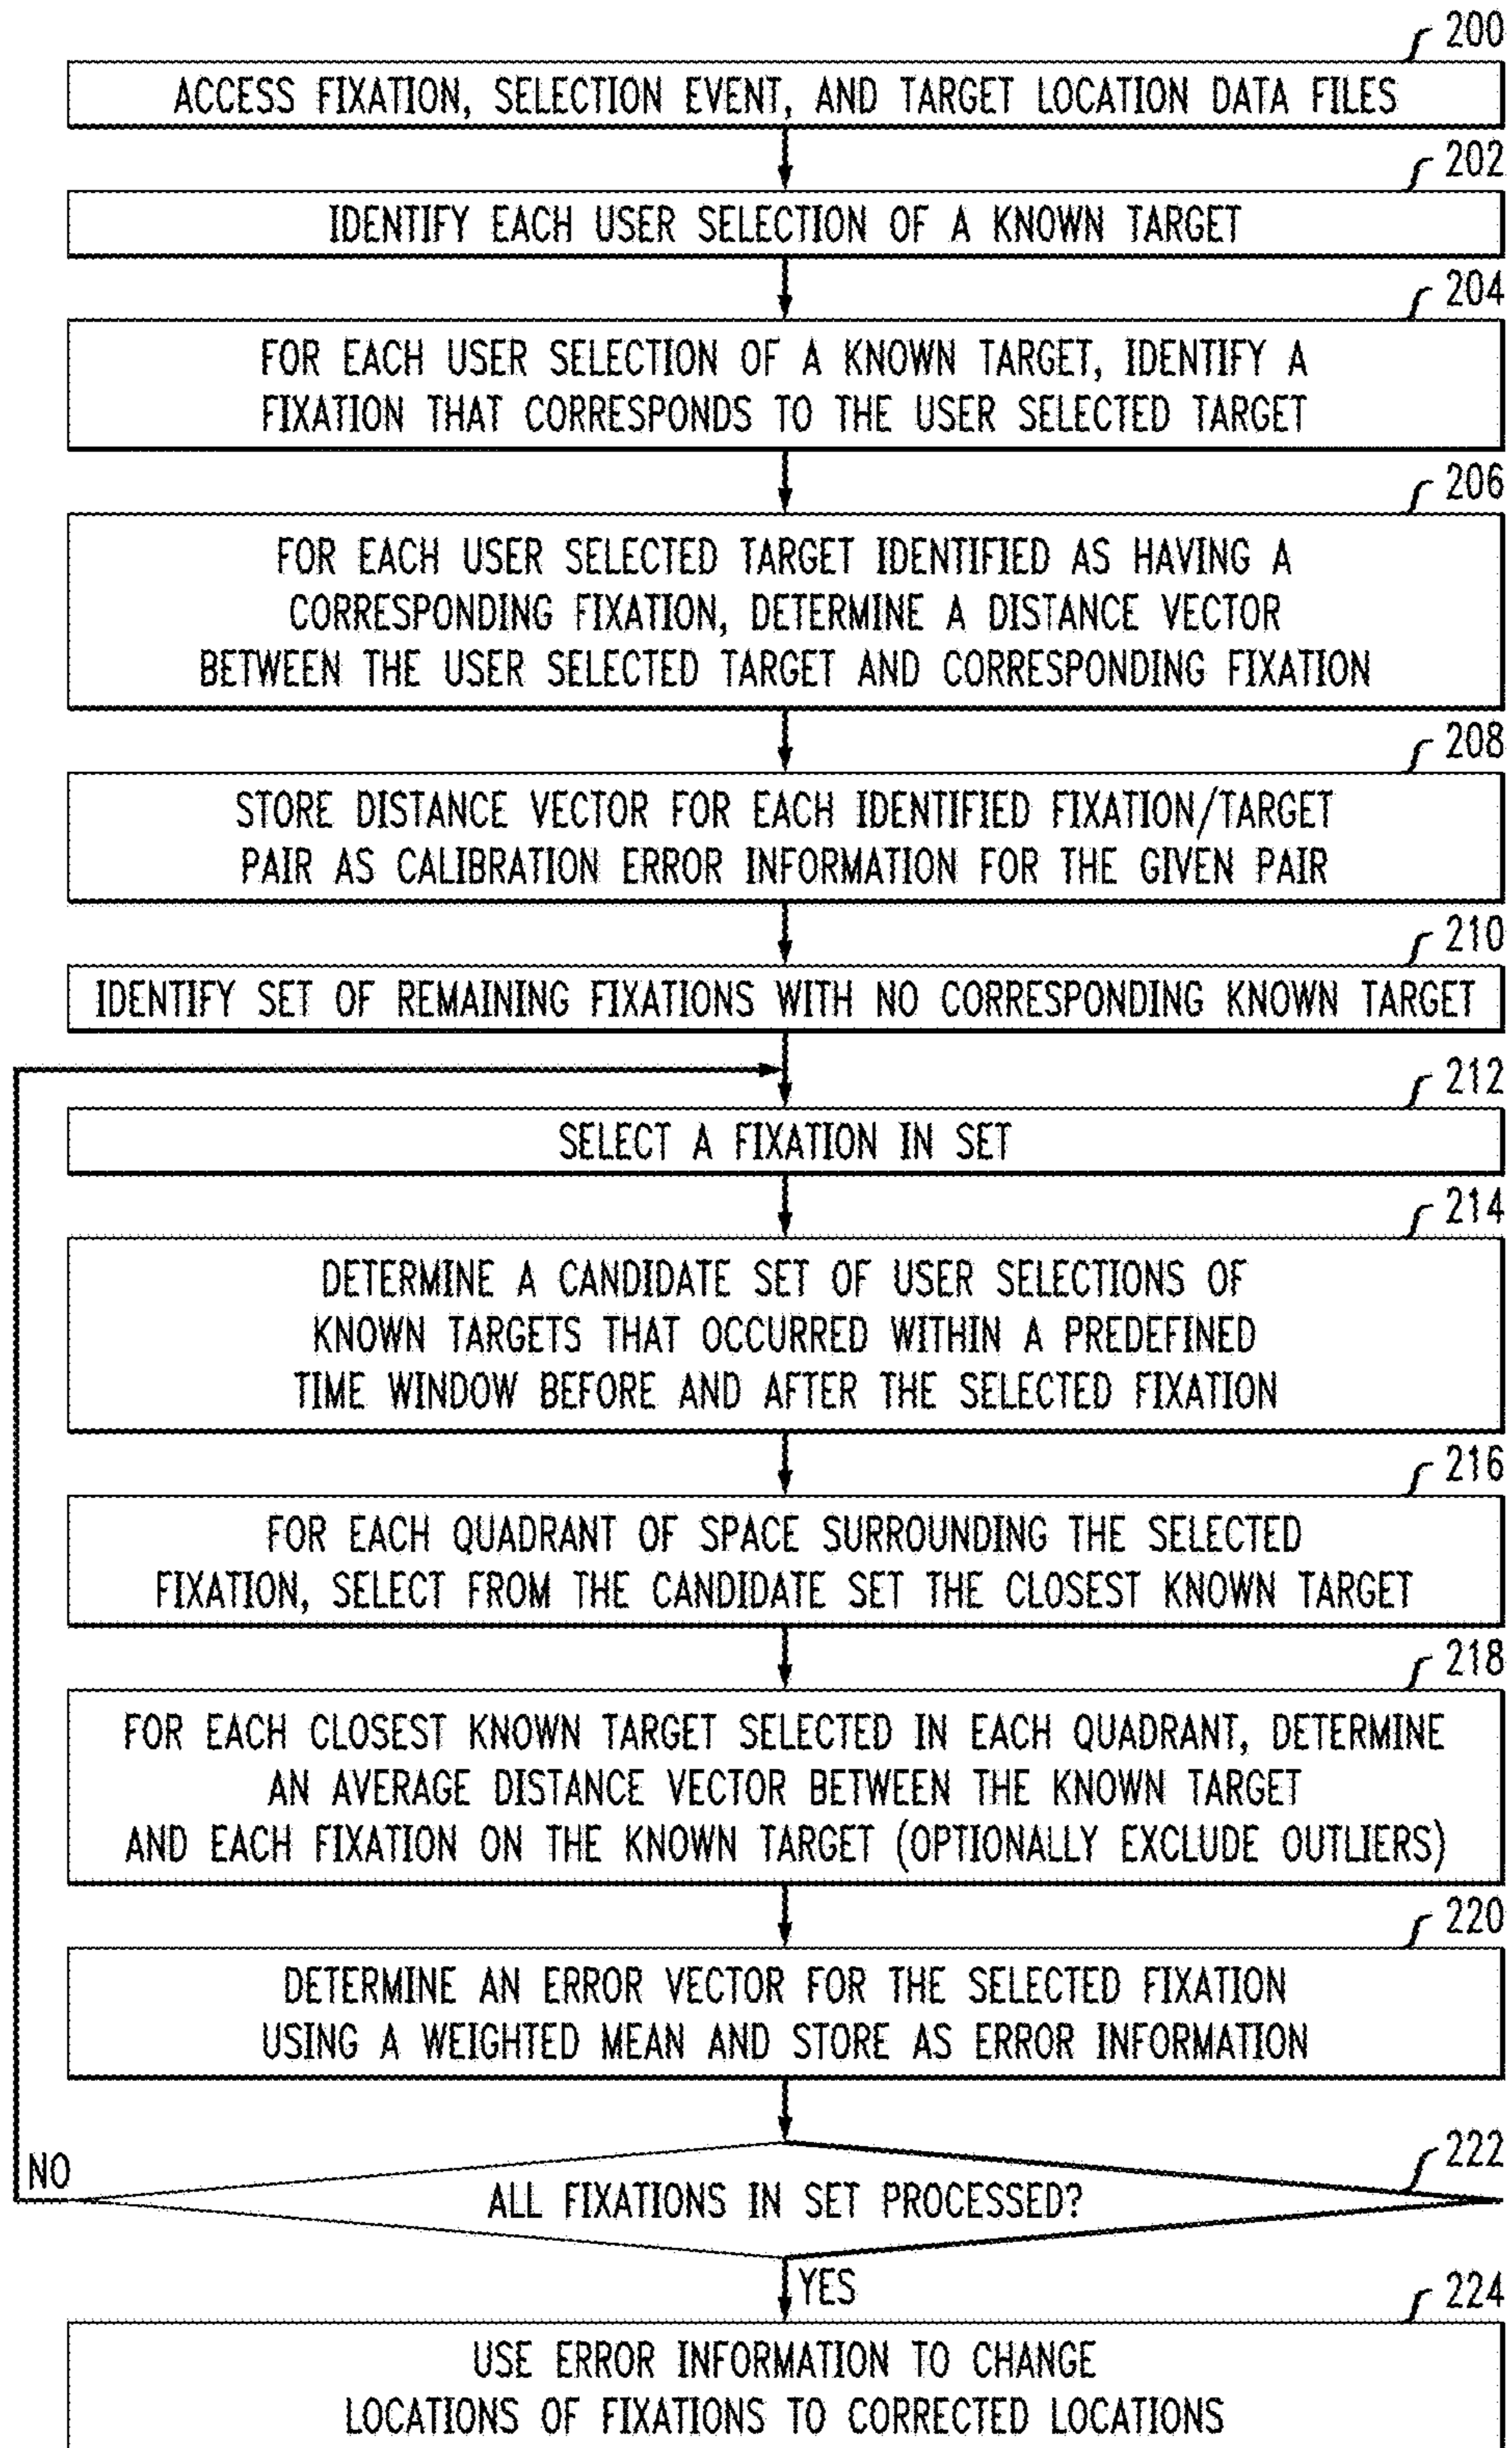 200
ACCESS FIXATION, SELECTION EVENT, AND TARGET LOCATION DATA FILES
202
IDENTIFY EACH USER SELECTION OF A KNOWN TARGET
204
FOR EACH USER SELECTION OF A KNOWN TARGET, IDENTIFY A
FIXATION THAT CORRESPONDS TO THE USER SELECTED TARGET
206
FOR EACH USER SELECTED TARGET IDENTIFIED AS HAVING A
CORRESPONDING FIXATION, DETERMINE A DISTANCE VECTOR
BETWEEN THE USER SELECTED TARGET AND CORRESPONDING FIXATION
208
STORE DISTANCE VECTOR FOR EACH IDENTIFIED FIXATION/TARGET
PAIR AS CALIBRATION ERROR INFORMATION FOR THE GIVEN PAIR
210
IDENTIFY SET OF REMAINING FIXATIONS WITH NO CORRESPONDING KNOWN TARGET
212
SELECT A FIXATION IN SET
214
DETERMINE A CANDIDATE SET OF USER SELECTIONS OF
KNOWN TARGETS THAT OCCURRED WITHIN A PREDEFINED
TIME WINDOW BEFORE AND AFTER THE SELECTED FIXATION
216
FOR EACH QUADRANT OF SPACE SURROUNDING THE SELECTED
FIXATION, SELECT FROM THE CANDIDATE SET THE CLOSEST KNOWN TARGET
218
FOR EACH CLOSEST KNOWN TARGET SELECTED IN EACH QUADRANT, DETERMINE
AN AVERAGE DISTANCE VECTOR BETWEEN THE KNOWN TARGET
AND EACH FIXATION ON THE KNOWN TARGET (OPTIONALLY EXCLUDE OUTLIERS)
220
DETERMINE AN ERROR VECTOR FOR THE SELECTED FIXATION
USING A WEIGHTED MEAN AND STORE AS ERROR INFORMATION
222
NO
ALL FIXATIONS IN SET PROCESSED?
YES
224
USE ERROR INFORMATION TO CHANGE
LOCATIONS OF FIXATIONS TO CORRECTED LOCATIONS